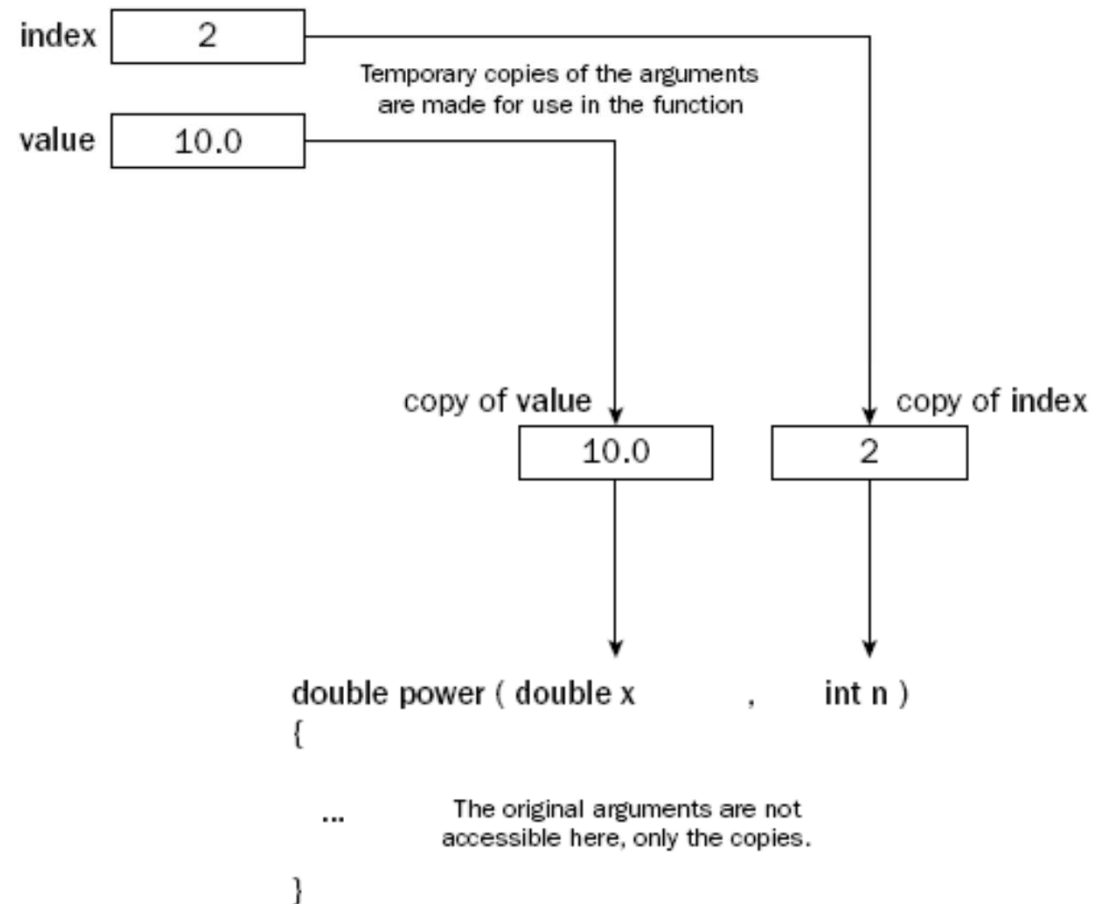 index 2
Temporary copies of the arguments
are made for use in the function
value 10.0
copy of value
copy of index
10.0
2
double power ( double x , int n )
{
...
The original arguments are not
accessible here, only the copies.
}